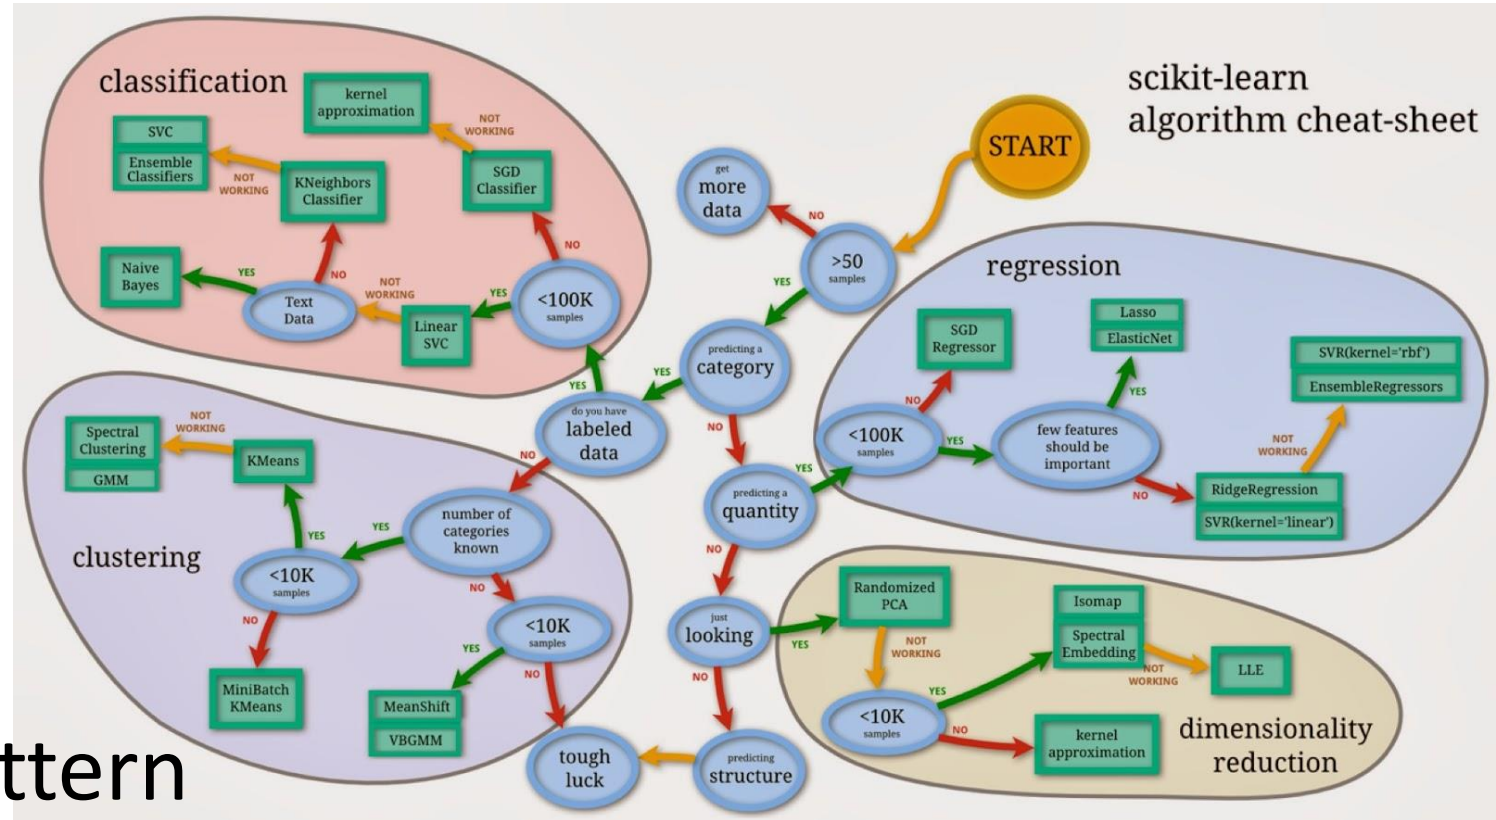 scikit-learn
algorithm cheat-sheet
START
get
more
data
NO
>50
samples
YES
predicting a
category
YES
NO
do you have
labeled
data
YES
NO
predicting a
quantity
YES
NO
just
looking
YES
NO
predicting
structure
tough
luck
classification
kernel
approximation
NOT
WORKING
SVC
Ensemble
Classifiers
NOT
WORKING
KNeighbors
Classifier
SGD
Classifier
NO
Naive
Bayes
YES
NO
Text
Data
NOT
WORKING
Linear
SVC
YES
<100K
samples
regression
SGD
Regressor
Lasso
ElasticNet
SVR(kernel='rbf')
EnsembleRegressors
NO
YES
<100K
samples
YES
few features
should be
important
NOT
WORKING
NO
RidgeRegression
SVR(kernel='linear')
clustering
Spectral
Clustering
GMM
NOT
WORKING
KMeans
YES
number of
categories
known
YES
<10K
samples
NO
NO
<10K
samples
YES
NO
MiniBatch
KMeans
MeanShift
VBGMM
Randomized
PCA
NOT
WORKING
Isomap
Spectral
Embedding
NOT
WORKING
LLE
YES
<10K
samples
NO
kernel
approximation
dimensionality
reduction
ttern